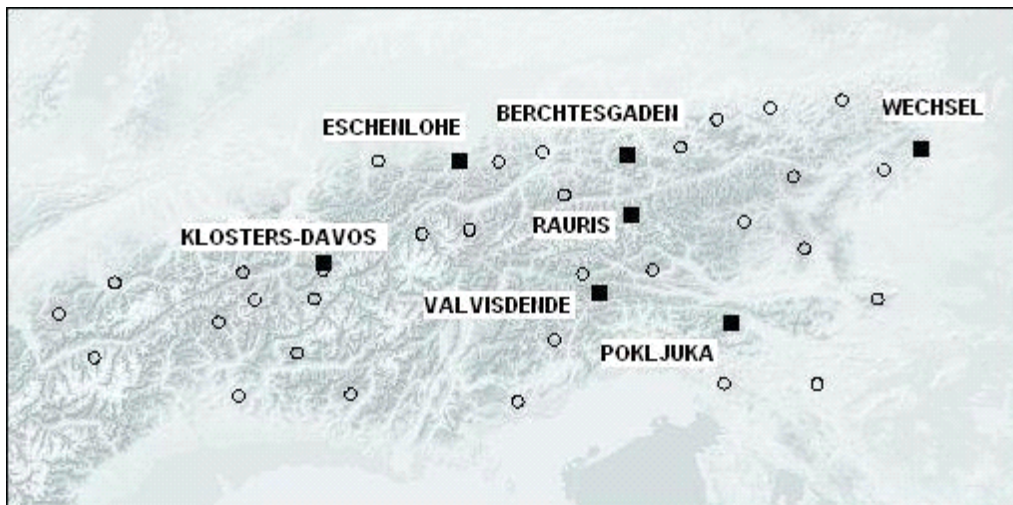 BERCHTESGADEN
WECHSEL
ESCHENLOHE
RAURIS
KLOSTERS-DAVOS
VALVISDENDE
POKLJUKA